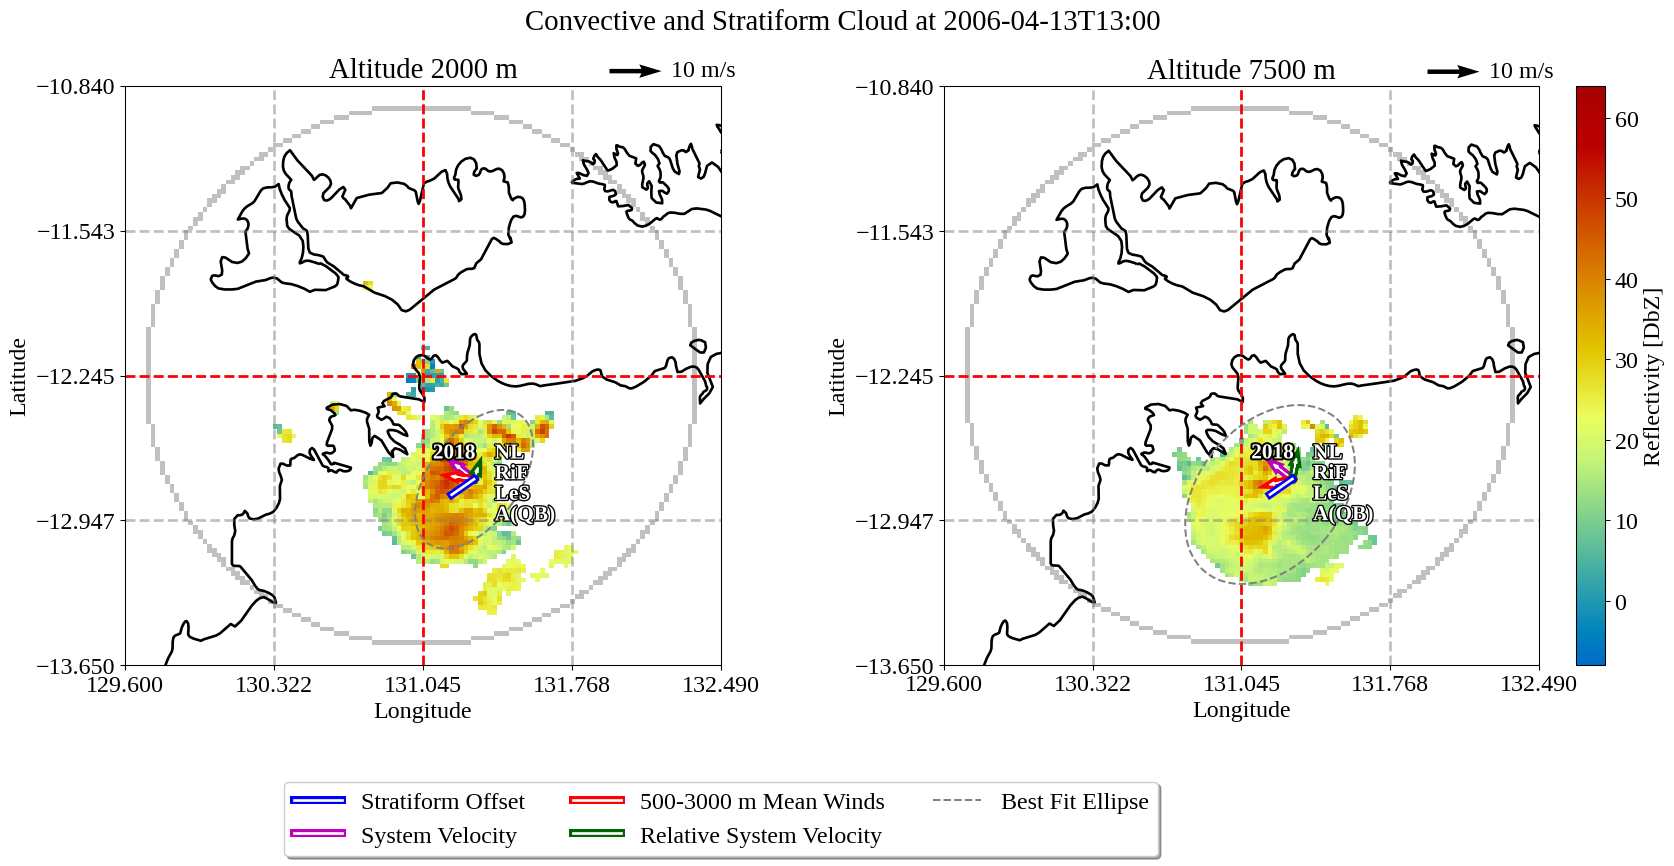 Convective and Stratiform Cloud at 2006-04-13T13:00
Altitude 2000 m
10 m/s
−10.840
−11.543
−12.245
−12.947
−13.650
Latitude
129.600
130.322
131.045
131.768
132.490
Longitude
2018
NL
RiF
LeS
A(QB)
Altitude 7500 m
10 m/s
−10.840
−11.543
−12.245
−12.947
−13.650
Latitude
129.600
130.322
131.045
131.768
132.490
Longitude
2018
NL
RiF
LeS
A(QB)
60
50
40
30
20
10
0
Reflectivity [DbZ]
Stratiform Offset
System Velocity
500-3000 m Mean Winds
Relative System Velocity
Best Fit Ellipse